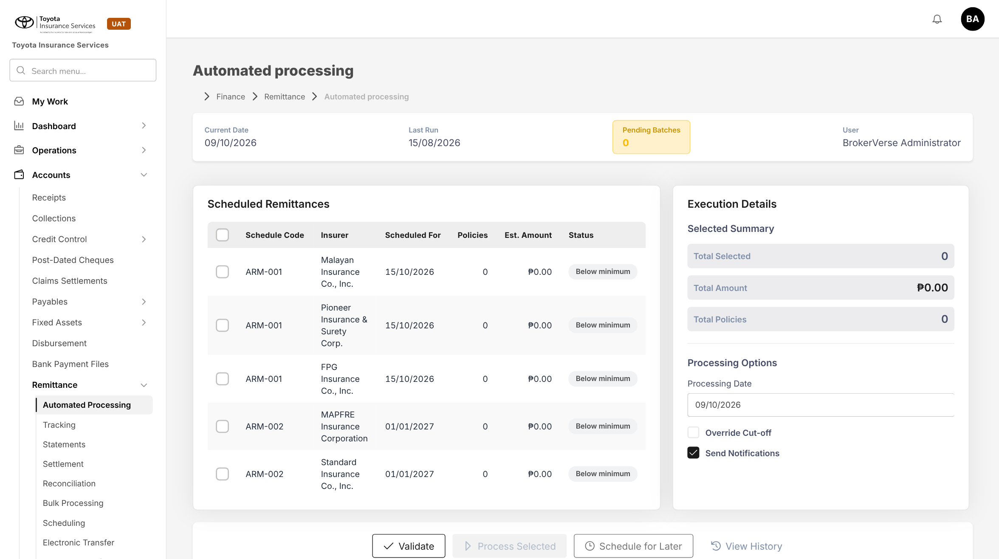 Toyota
Insurance Services
UAT
Toyota Insurance Services
Search menu...
My Work
Dashboard
Operations
Accounts
Receipts
Collections
Credit Control
Post-Dated Cheques
Claims Settlements
Payables
Fixed Assets
Disbursement
Bank Payment Files
Remittance
Automated Processing
Tracking
Statements
Settlement
Reconciliation
Bulk Processing
Scheduling
Electronic Transfer
BA
Automated processing
Finance Remittance Automated processing
Current Date
09/10/2026
Last Run
15/08/2026
Pending Batches
0
User
BrokerVerse Administrator
Scheduled Remittances
Schedule Code Insurer Scheduled For Policies Est. Amount Status
ARM-001 Malayan Insurance Co., Inc. 15/10/2026 0 ₱0.00 Below minimum
ARM-001 Pioneer Insurance & Surety Corp. 15/10/2026 0 ₱0.00 Below minimum
ARM-001 FPG Insurance Co., Inc. 15/10/2026 0 ₱0.00 Below minimum
ARM-002 MAPFRE Insurance Corporation 01/01/2027 0 ₱0.00 Below minimum
ARM-002 Standard Insurance Co., Inc. 01/01/2027 0 ₱0.00 Below minimum
Execution Details
Selected Summary
Total Selected 0
Total Amount ₱0.00
Total Policies 0
Processing Options
Processing Date
09/10/2026
Override Cut-off
Send Notifications
Validate Process Selected Schedule for Later View History